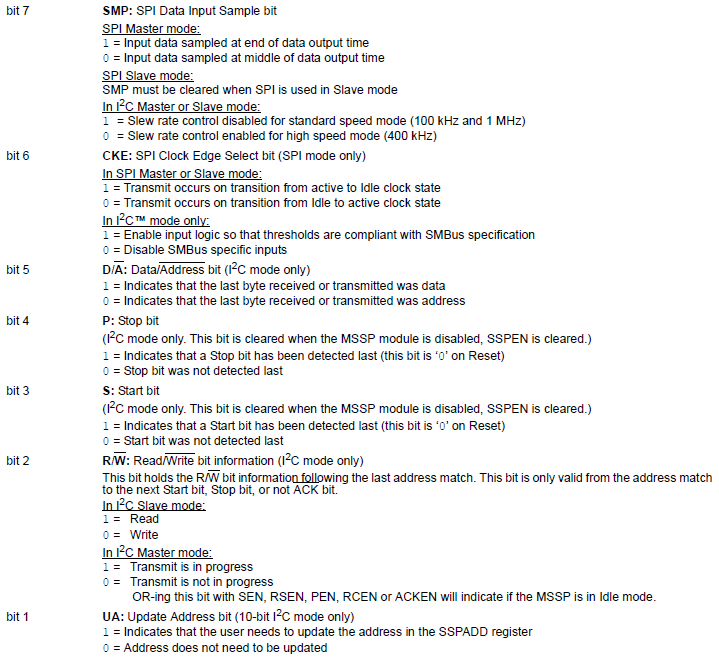 bit 7 SMP: SPI Data Input Sample bit
SPI Master mode:
1 = Input data sampled at end of data output time
0 = Input data sampled at middle of data output time
SPI Slave mode:
SMP must be cleared when SPI is used in Slave mode
In I2C Master or Slave mode:
1 = Slew rate control disabled for standard speed mode (100 kHz and 1 MHz)
0 = Slew rate control enabled for high speed mode (400 kHz)
bit 6 CKE: SPI Clock Edge Select bit (SPI mode only)
In SPI Master or Slave mode:
1 = Transmit occurs on transition from active to Idle clock state
0 = Transmit occurs on transition from Idle to active clock state
In I2C™ mode only:
1 = Enable input logic so that thresholds are compliant with SMBus specification
0 = Disable SMBus specific inputs
bit 5 D/A: Data/Address bit (I2C mode only)
1 = Indicates that the last byte received or transmitted was data
0 = Indicates that the last byte received or transmitted was address
bit 4 P: Stop bit
(I2C mode only. This bit is cleared when the MSSP module is disabled, SSPEN is cleared.)
1 = Indicates that a Stop bit has been detected last (this bit is ‘0’ on Reset)
0 = Stop bit was not detected last
bit 3 S: Start bit
(I2C mode only. This bit is cleared when the MSSP module is disabled, SSPEN is cleared.)
1 = Indicates that a Start bit has been detected last (this bit is ‘0’ on Reset)
0 = Start bit was not detected last
bit 2 R/W: Read/Write bit information (I2C mode only)
This bit holds the R/W bit information following the last address match. This bit is only valid from the address match
to the next Start bit, Stop bit, or not ACK bit.
In I2C Slave mode:
1 = Read
0 = Write
In I2C Master mode:
1 = Transmit is in progress
0 = Transmit is not in progress
OR-ing this bit with SEN, RSEN, PEN, RCEN or ACKEN will indicate if the MSSP is in Idle mode.
bit 1 UA: Update Address bit (10-bit I2C mode only)
1 = Indicates that the user needs to update the address in the SSPADD register
0 = Address does not need to be updated